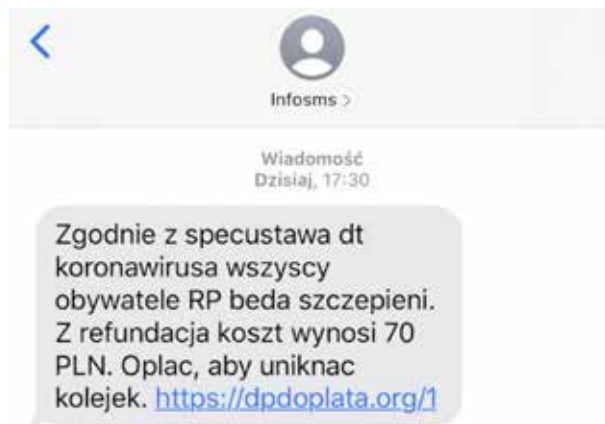 Infosms >
Wiadomość
Dzisiaj, 17:30
Zgodnie z specustawa dt
koronawirusa wszyscy
obywatele RP beda szczepieni.
Z refundacja koszt wynosi 70
PLN. Oplac, aby uniknac
kolejek. https://dpdoplata.org/1